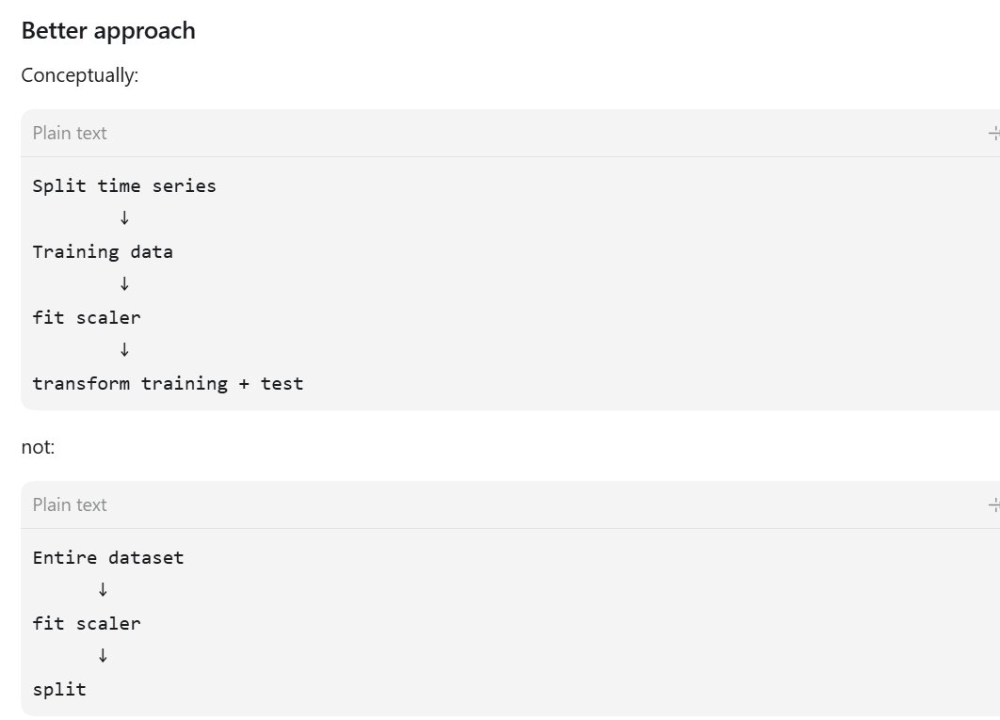 Better approach
Conceptually:
Plain text
Split time series
↓
Training data
↓
fit scaler
↓
transform training + test
not:
Plain text
Entire dataset
↓
fit scaler
↓
split